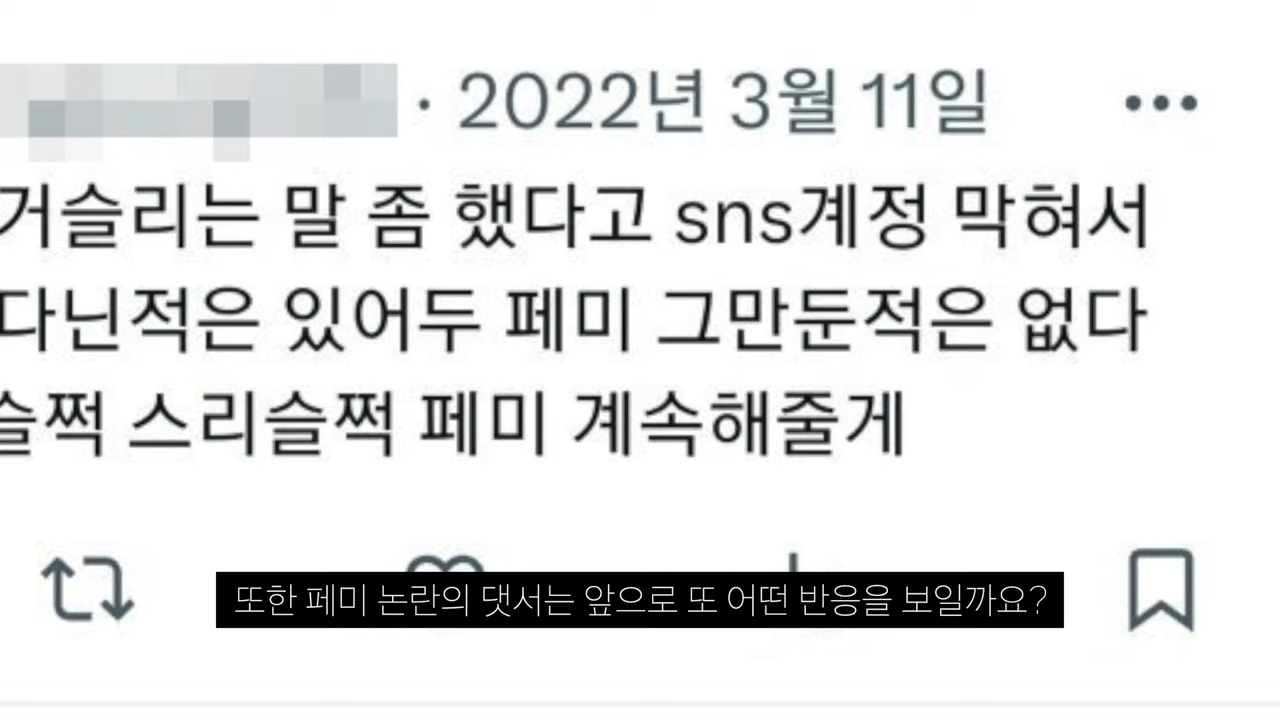 · 2022년 3월 11일
거슬리는 말 좀 했다고 sns계정 막혀서
다닌적은 있어두 페미 그만둔적은 없다
슬쩍 스리슬쩍 페미 계속해줄게
또한 페미 논란의 댓서는 앞으로 또 어떤 반응을 보일까요?